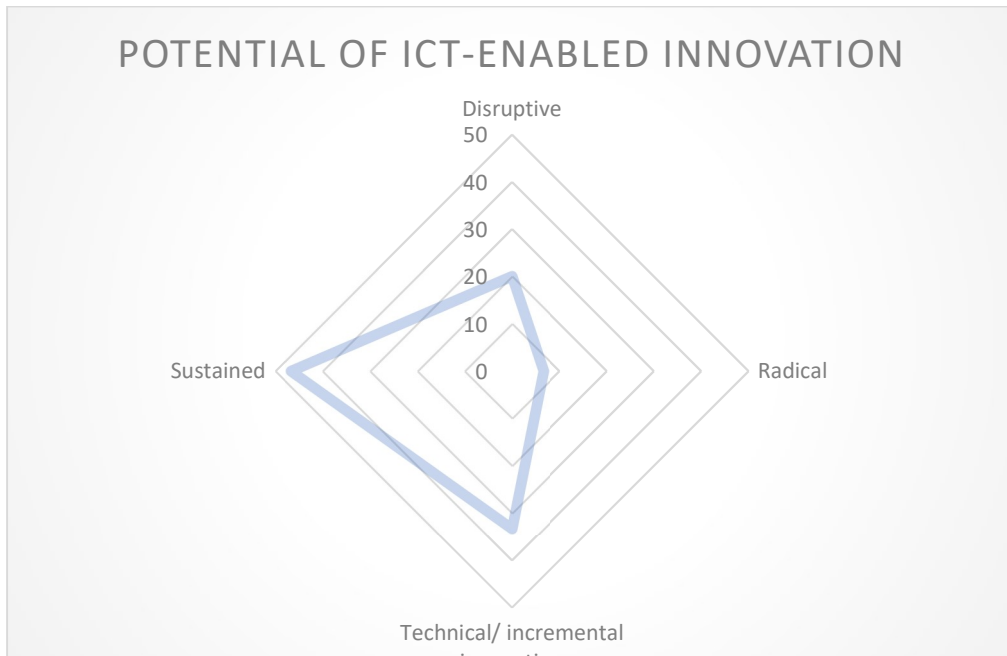 POTENTIAL OF ICT-ENABLED INNOVATION
Disruptive
50
40
30
20
10
0
Sustained
Radical
Technical/ incremental